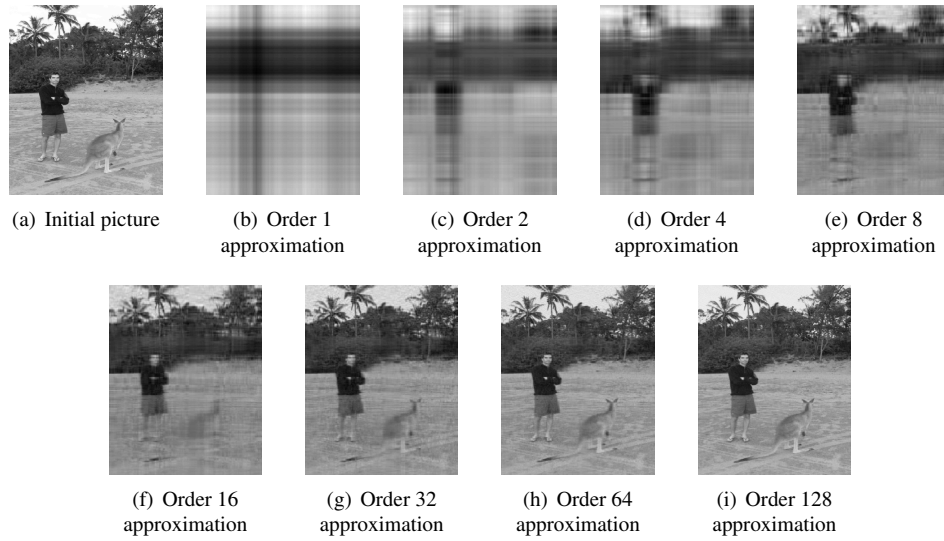 (a) Initial picture
(b) Order 1
approximation
(c) Order 2
approximation
(d) Order 4
approximation
(e) Order 8
approximation
(f) Order 16
approximation
(g) Order 32
approximation
(h) Order 64
approximation
(i) Order 128
approximation